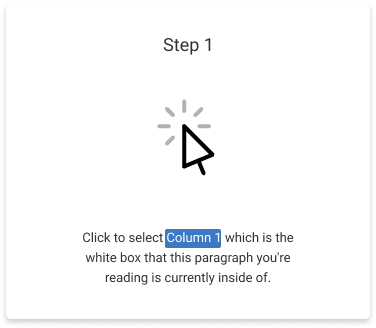 Step 1
Click to select Column 1 which is the
white box that this paragraph you're
reading is currently inside of.